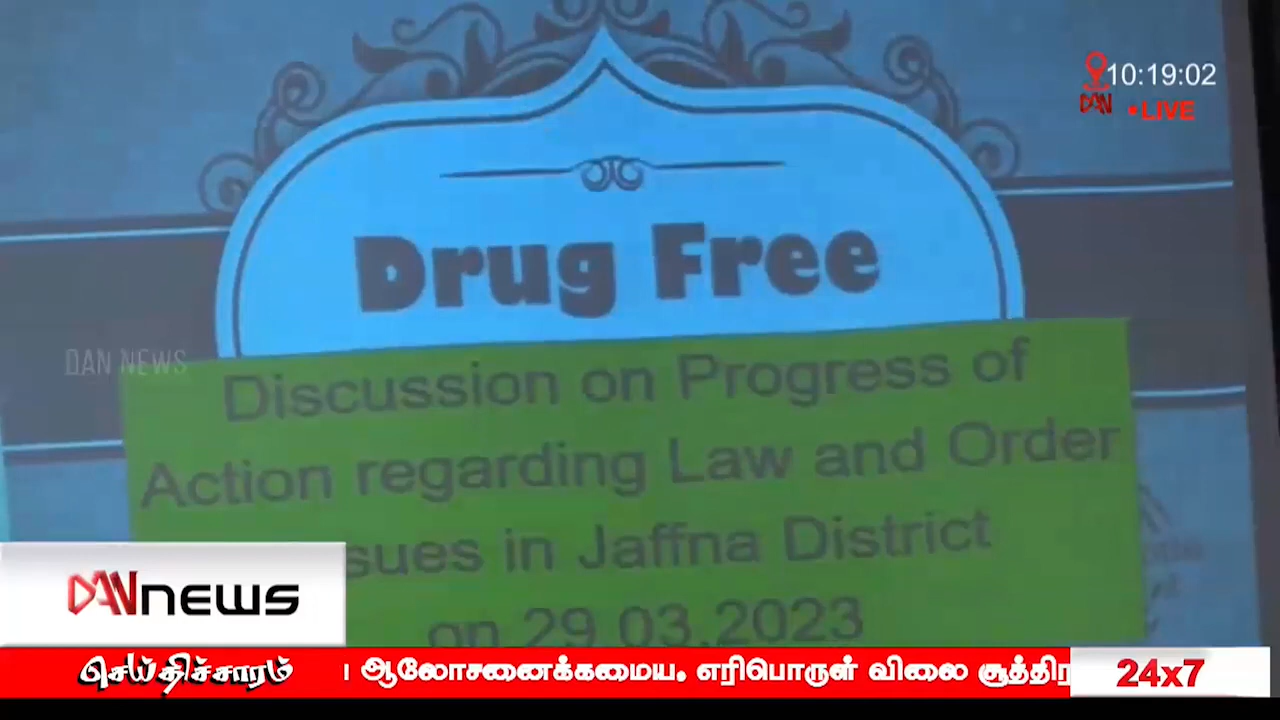 10:19:02
DAN
LIVE
Drug Free
DAN NEWS
Discussion on Progress of
Action regarding Law and Order
sues in Jaffna District
on 29.03.2023
DAN news
செய்திச்சாரம்
ஆலோசனைக்கமைய, எரிபொருள் விலை சூத்திர
24x7